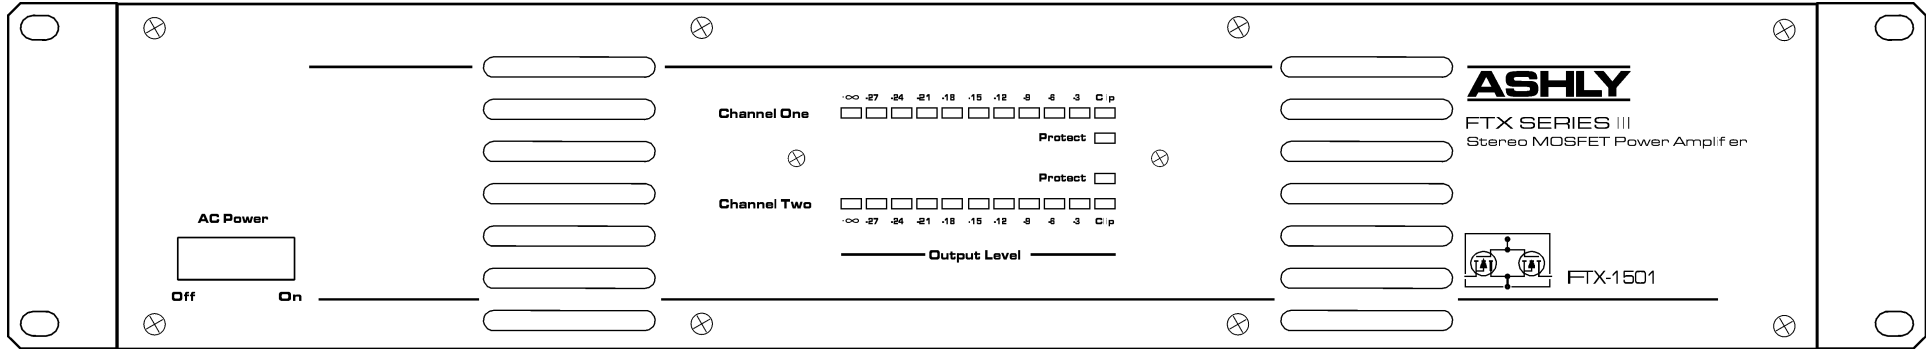 -∞ -27 -24 -21 -18 -15 -12 -9 -6 -3 Clip
Channel One
Protect
Protect
Channel Two
-∞ -27 -24 -21 -18 -15 -12 -9 -6 -3 Clip
Output Level
AC Power
Off On
ASHLY
FTX SERIES III
Stereo MOSFET Power Amplifier
FTX-1501